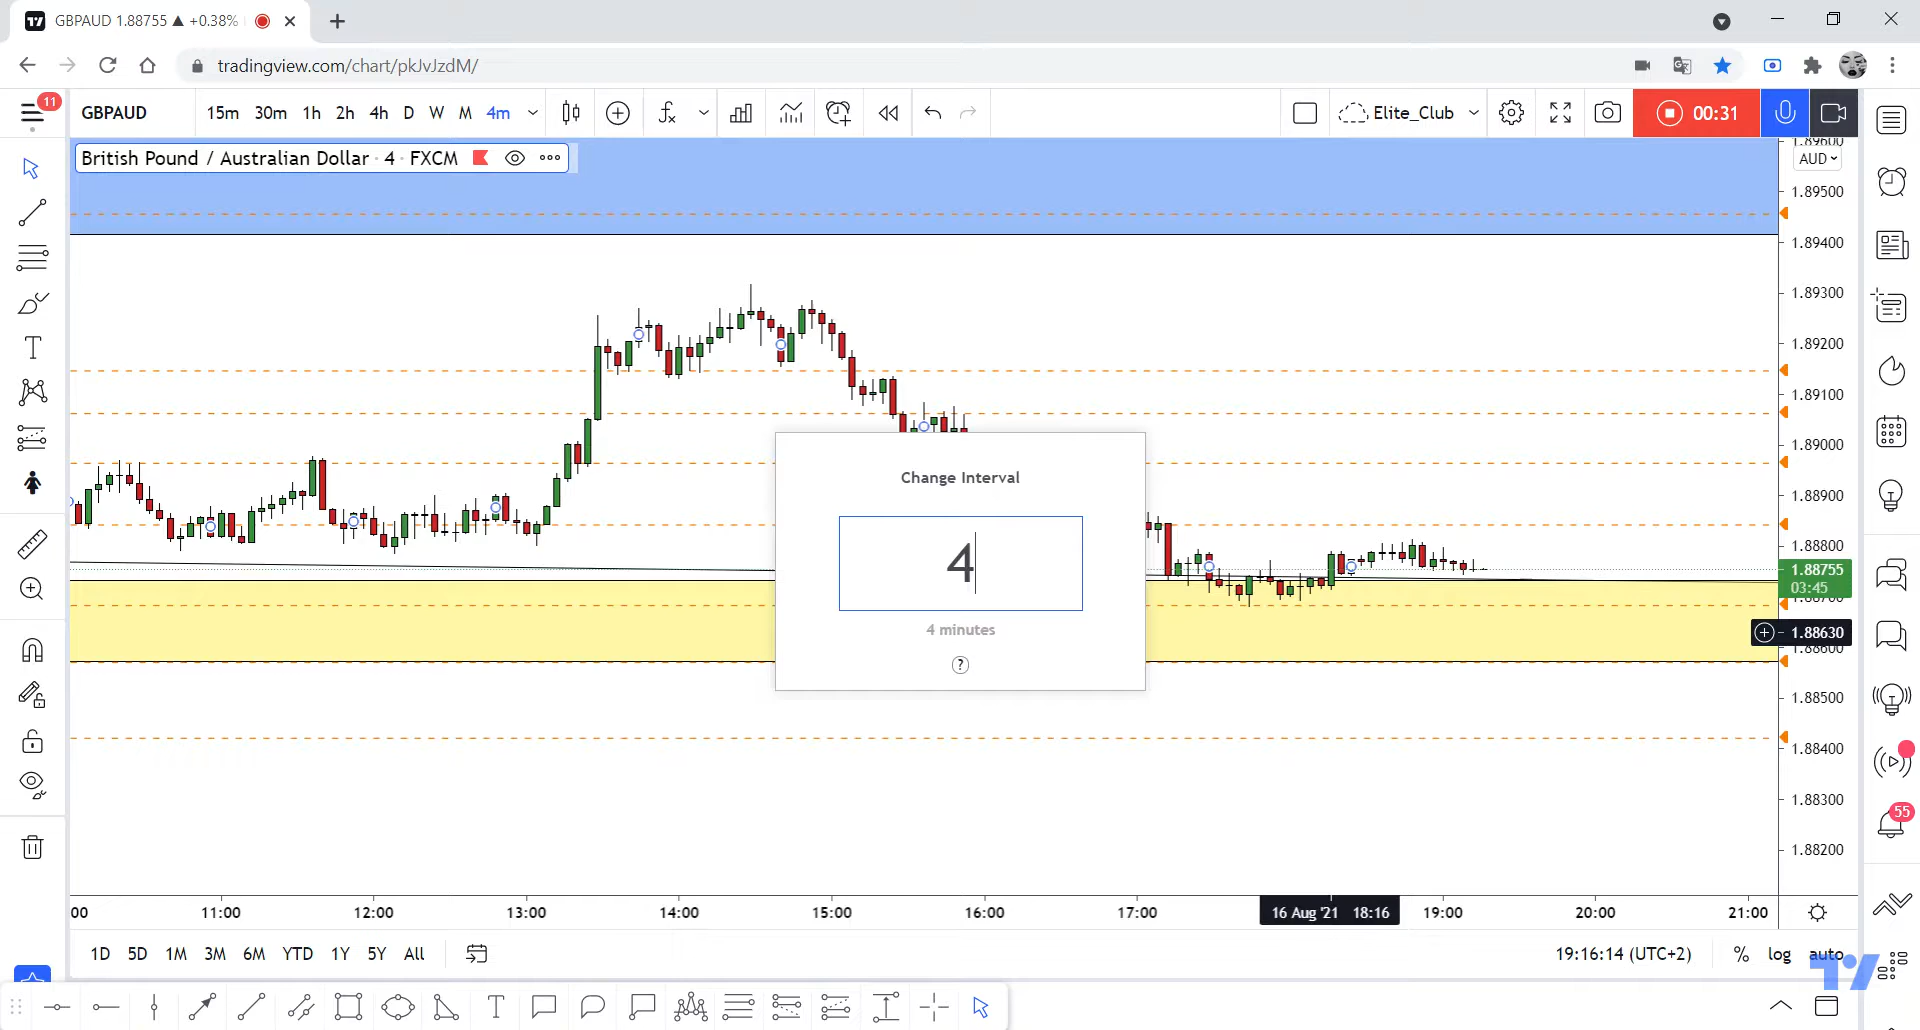 GBPAUD 1.88755 ▲ +0.38%
tradingview.com/chart/pkJvJzdM/
11
GBPAUD 15m 30m 1h 2h 4h D W M 4m Elite_Club 00:31
British Pound / Australian Dollar · 4 · FXCM
AUD
1.89500
1.89400
1.89300
1.89200
1.89100
1.89000
1.88900
1.88800
1.88755
03:45
1.88630
1.88600
1.88500
1.88400
1.88300
1.88200
Change Interval
4
4 minutes
?
55
11:00 12:00 13:00 14:00 15:00 16:00 17:00 16 Aug '21 18:16 19:00 20:00 21:00
1D 5D 1M 3M 6M YTD 1Y 5Y All 19:16:14 (UTC+2) % log auto